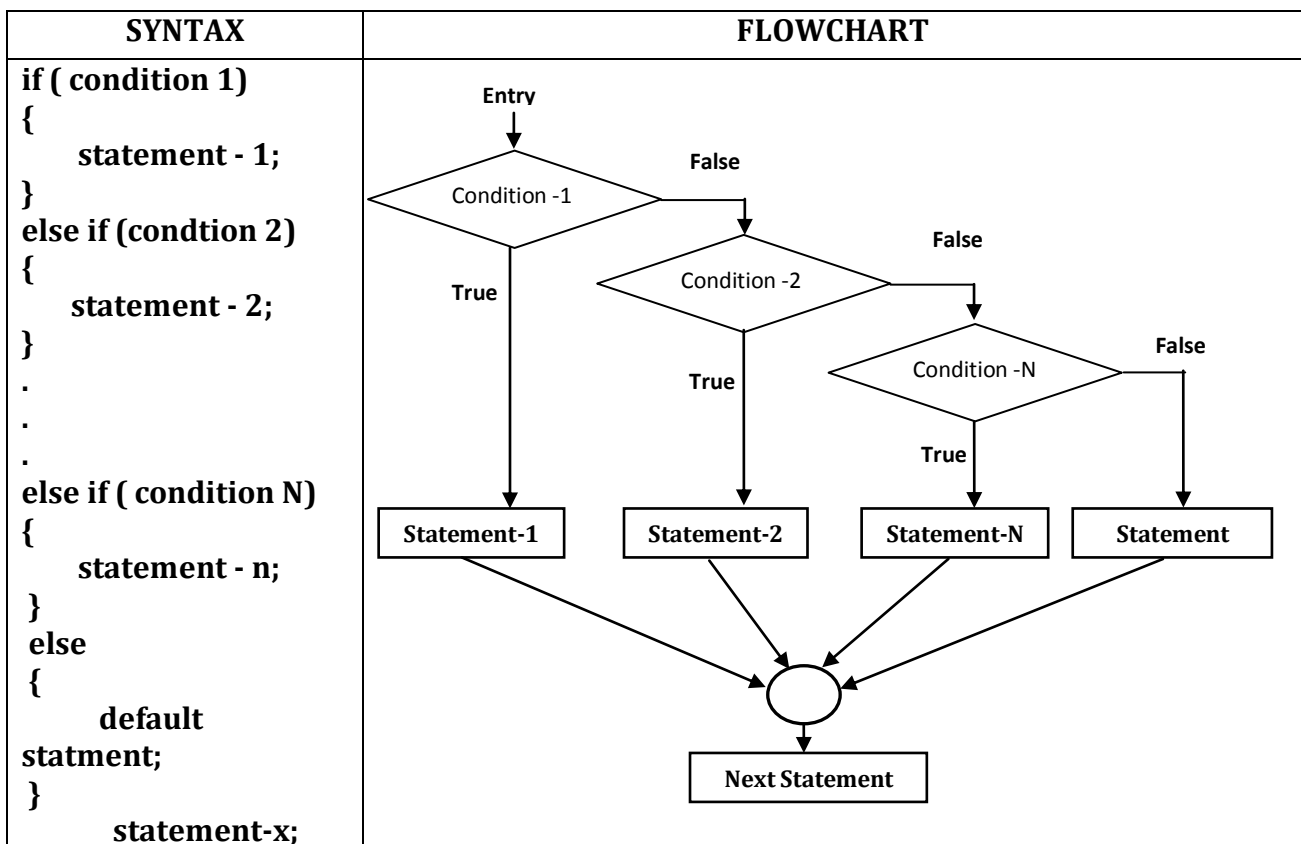 SYNTAX
FLOWCHART
if ( condition 1)
{
statement - 1;
}
else if (condtion 2)
{
statement - 2;
}
.
.
.
else if ( condition N)
{
statement - n;
}
else
{
default
statment;
}
statement-x;
Entry
False
Condition -1
False
True
Condition -2
False
True
Condition -N
True
Statement-1
Statement-2
Statement-N
Statement
Next Statement